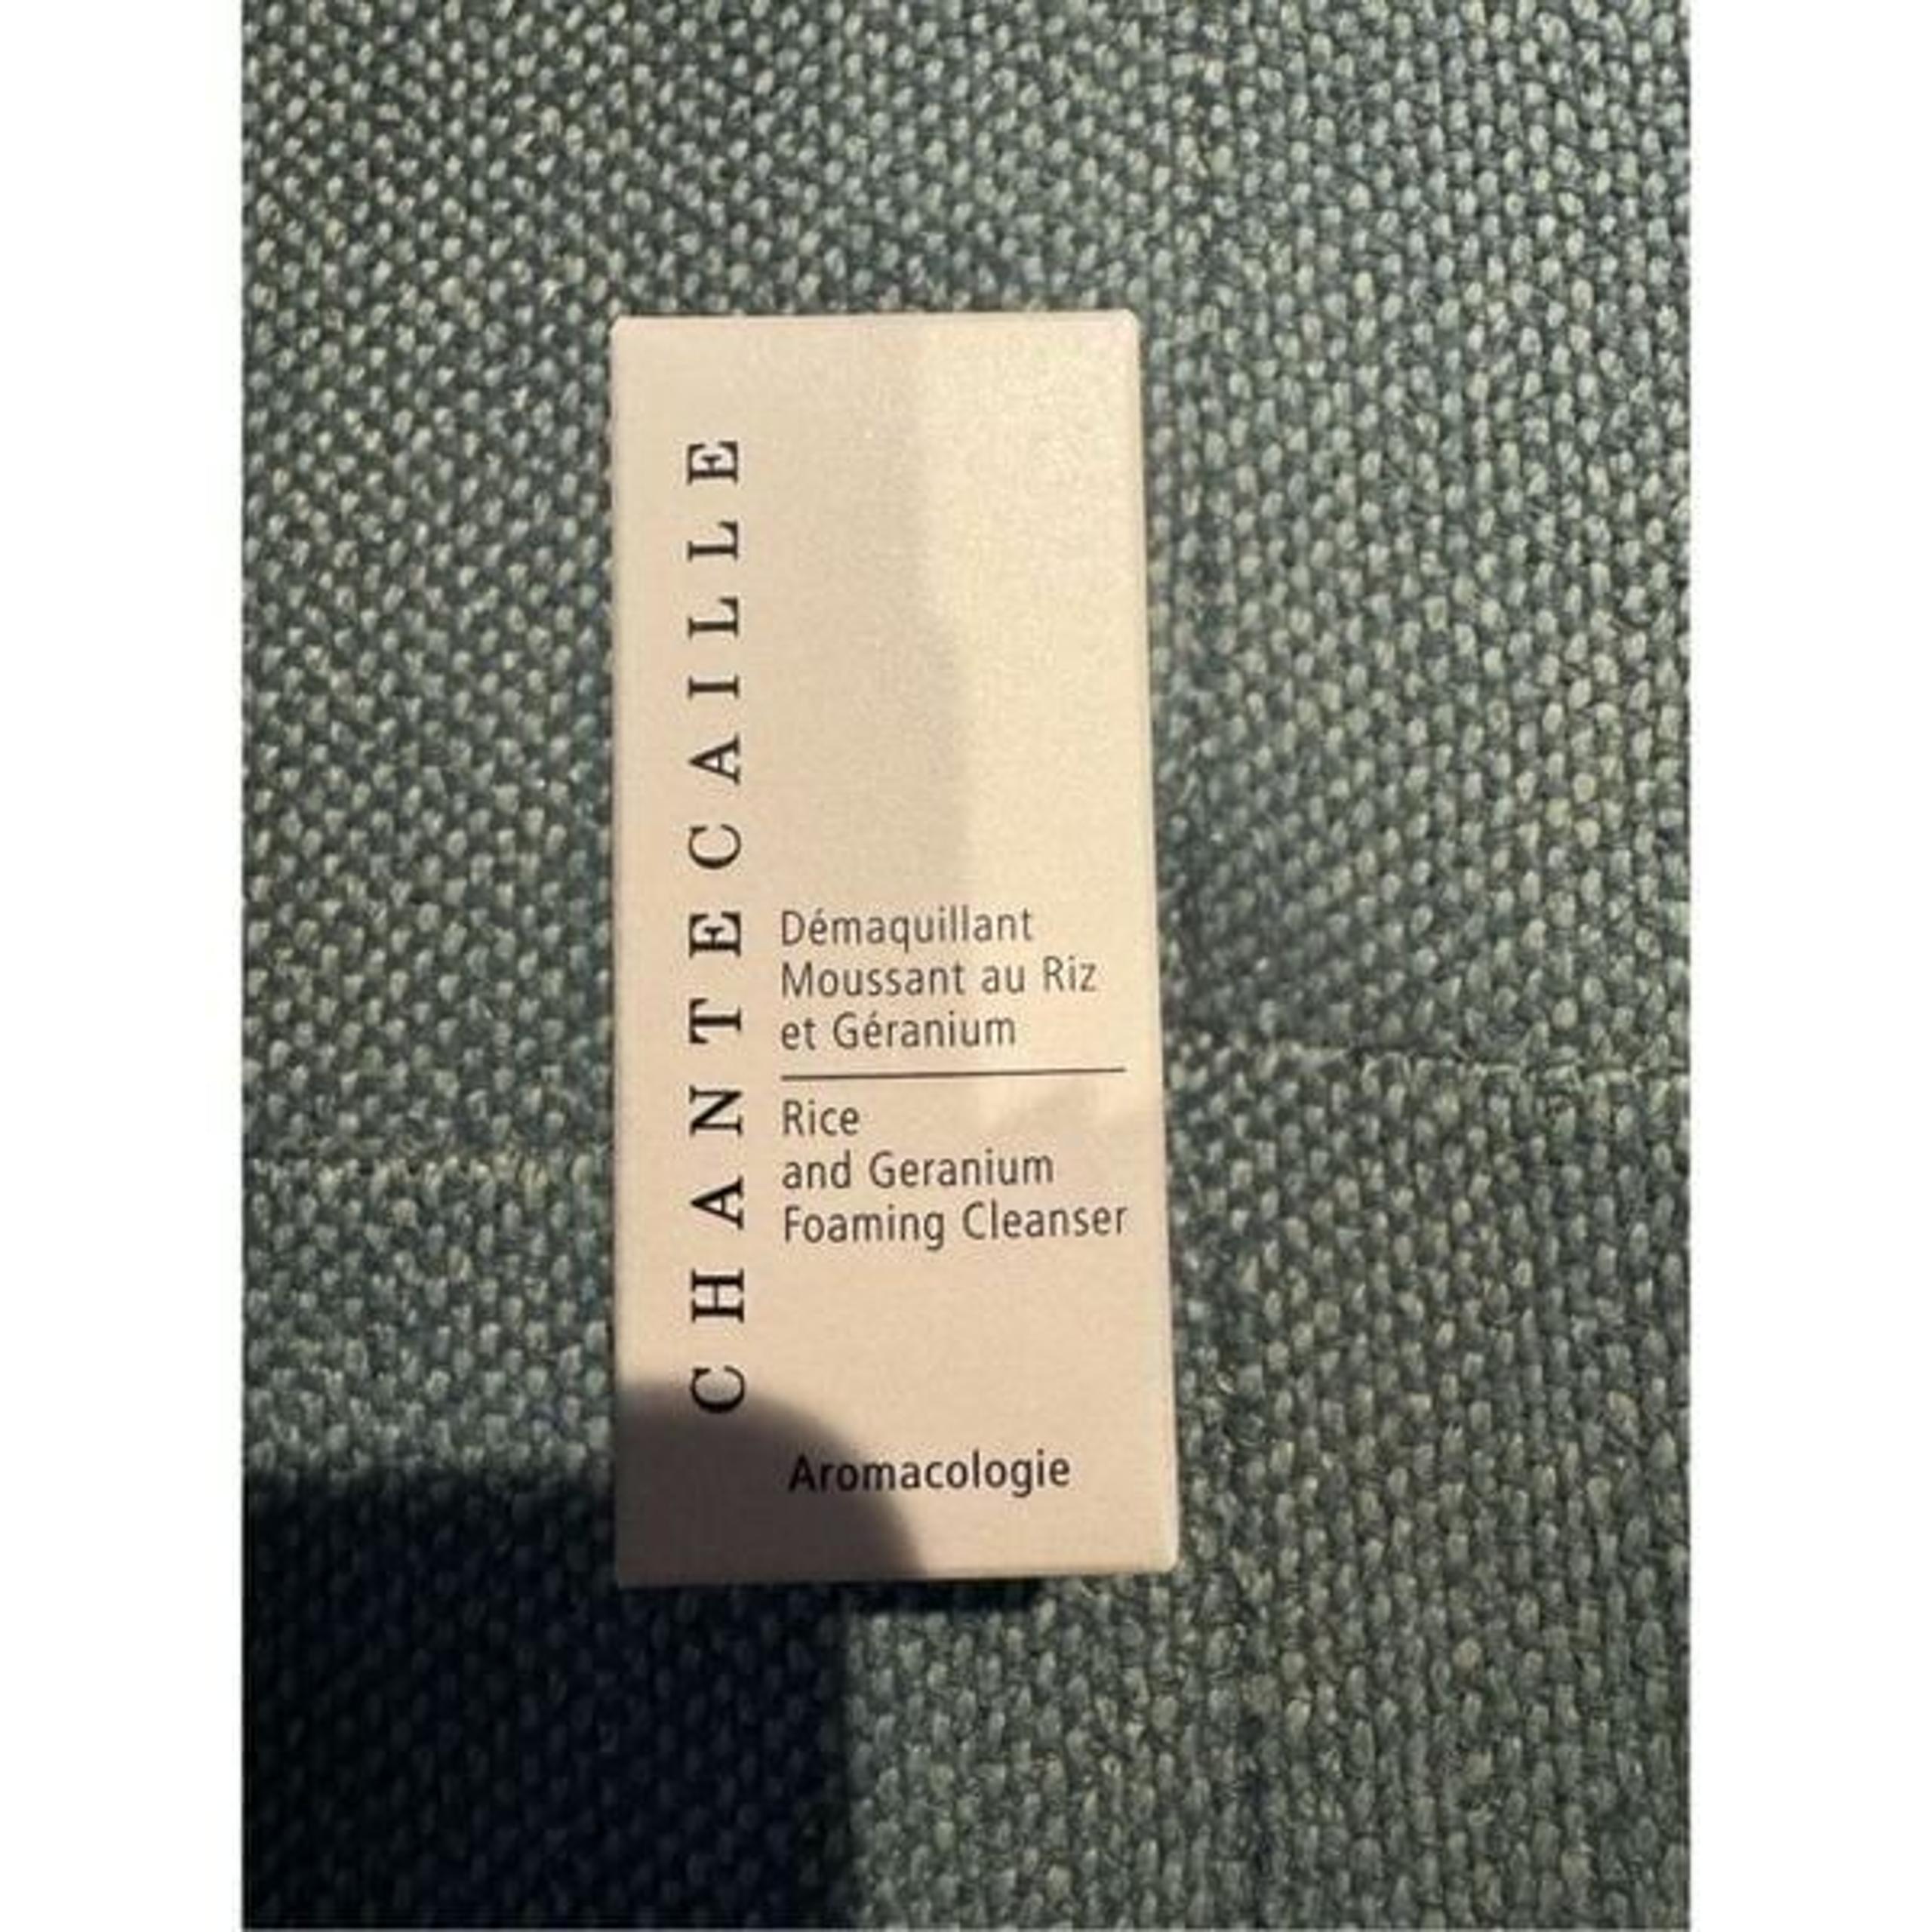 CHANTECAILLE
Démaquillant
Moussant au Riz
et Géranium
Rice
and Geranium
Foaming Cleanser
Aromacologie